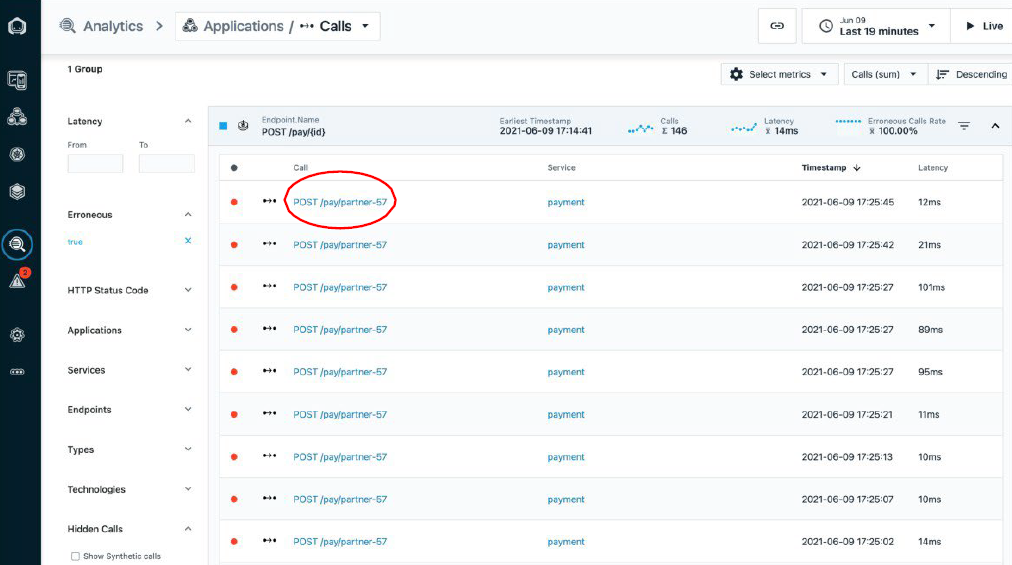 Analytics > Applications / Calls
Jun 09
Last 19 minutes
Live
1 Group
Select metrics
Calls (sum)
Descending
Latency
From To
Erroneous
true
HTTP Status Code
Applications
Services
Endpoints
Types
Technologies
Hidden Calls
Show Synthetic calls
2
Endpoint Name
POST /pay/{id}
Earliest Timestamp
2021-06-09 17:14:41
Calls
Σ 146
Latency
x̄ 14ms
Erroneous Calls Rate
x̄ 100.00%
Call Service Timestamp Latency
POST /pay/partner-57 payment 2021-06-09 17:25:45 12ms
POST /pay/partner-57 payment 2021-06-09 17:25:42 21ms
POST /pay/partner-57 payment 2021-06-09 17:25:27 101ms
POST /pay/partner-57 payment 2021-06-09 17:25:27 89ms
POST /pay/partner-57 payment 2021-06-09 17:25:27 95ms
POST /pay/partner-57 payment 2021-06-09 17:25:21 11ms
POST /pay/partner-57 payment 2021-06-09 17:25:13 10ms
POST /pay/partner-57 payment 2021-06-09 17:25:07 10ms
POST /pay/partner-57 payment 2021-06-09 17:25:02 14ms